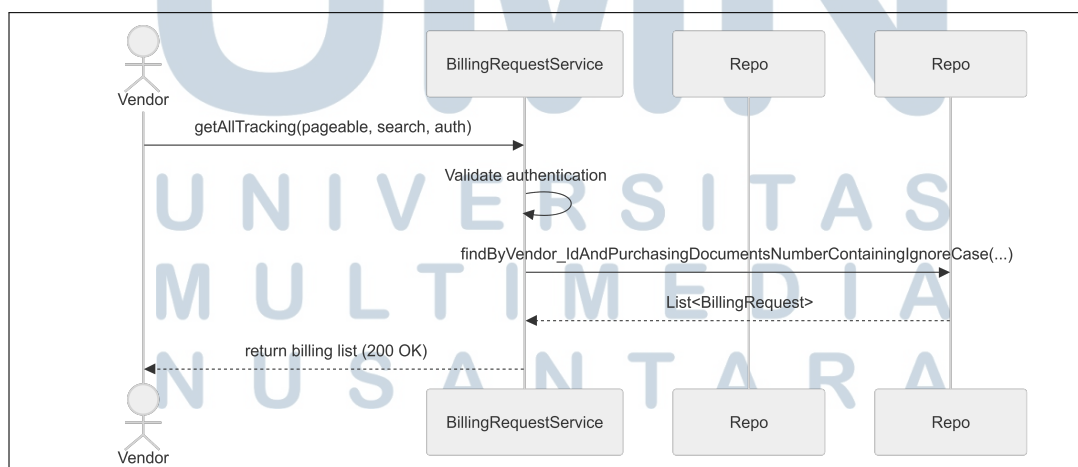 UMN
BillingRequestService
Repo
Repo
Vendor
getAllTracking(pageable, search, auth)
Validate authentication
UNIVERSITAS
findByVendor_IdAndPurchasingDocumentsNumberContainingIgnoreCase(...)
MULTIMEDIA
List<BillingRequest>
return billing list (200 OK)
NUSANTARA
BillingRequestService
Repo
Repo
Vendor